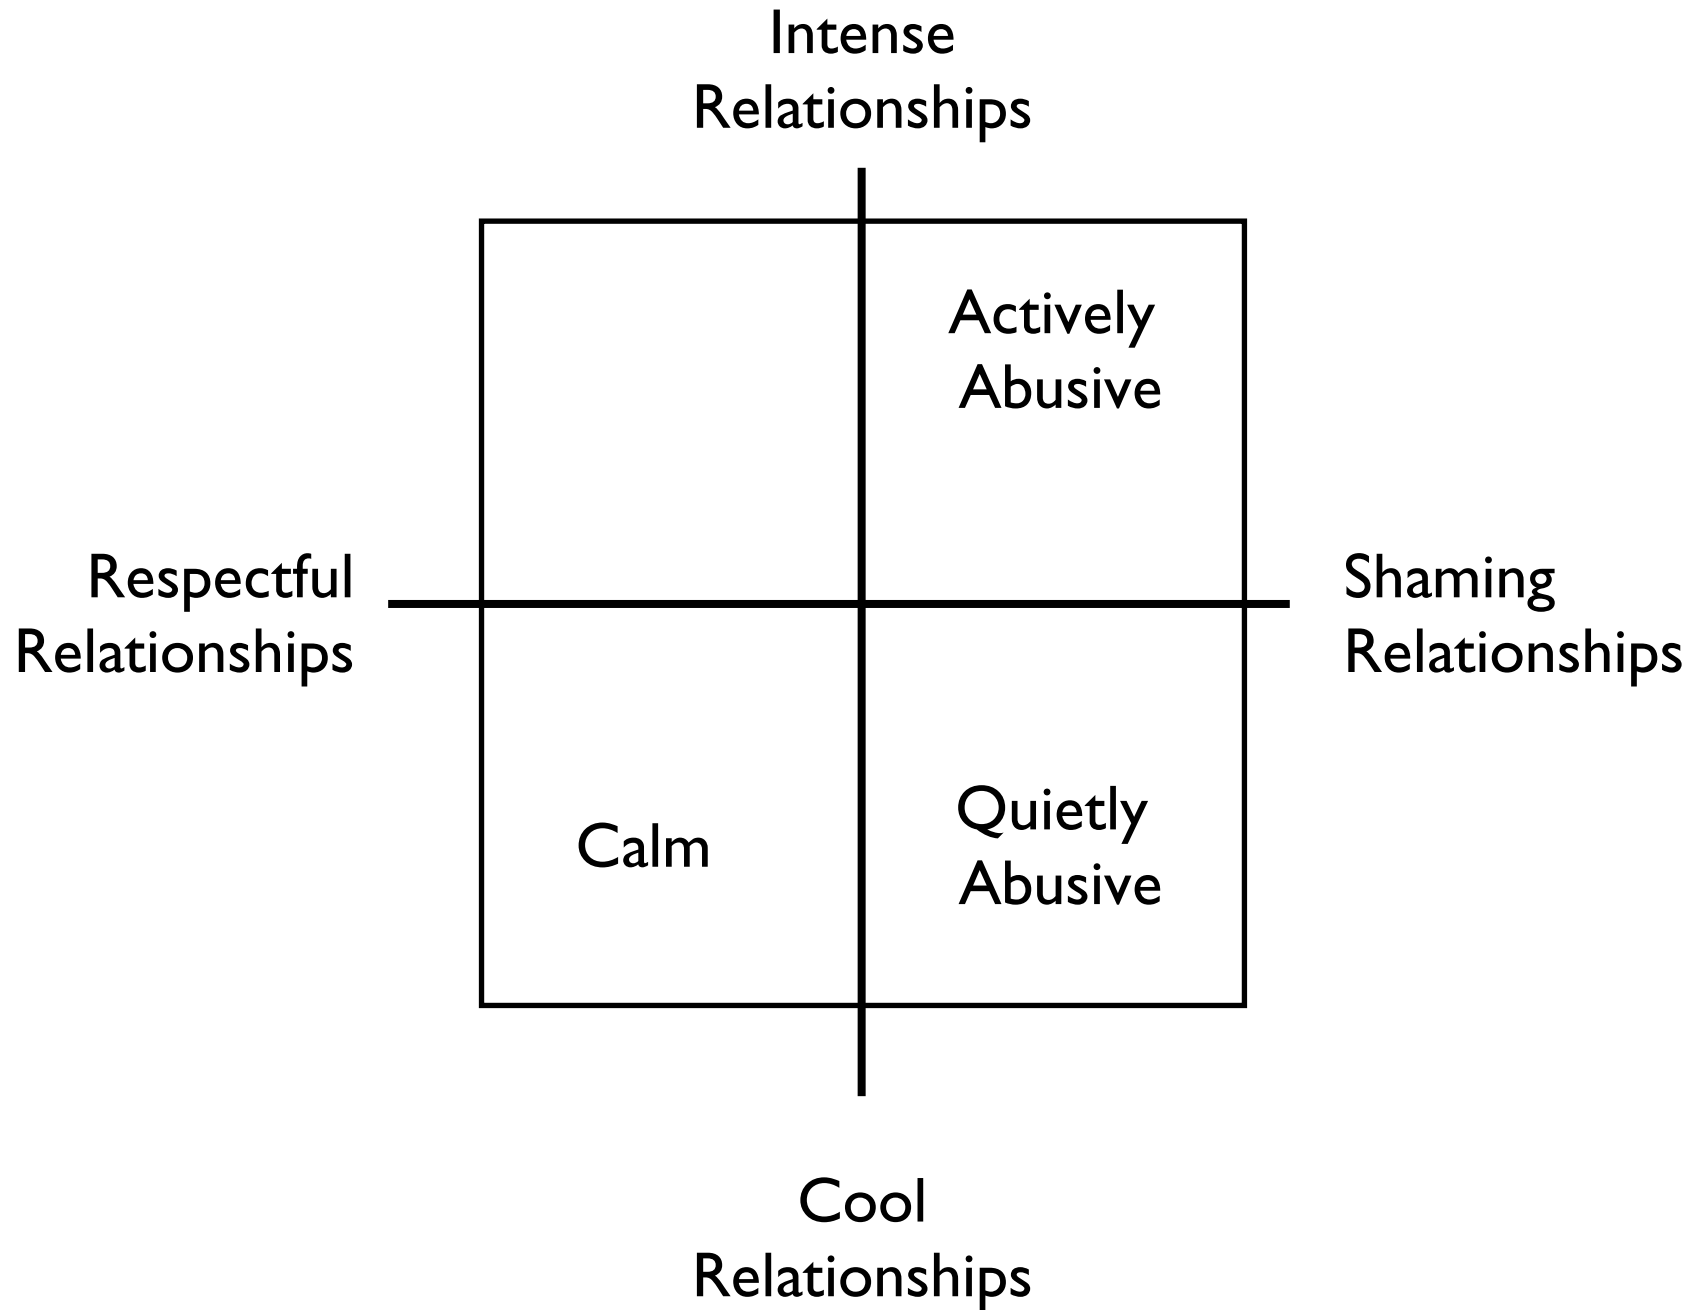 Intense
Relationships
Actively
Abusive
Respectful
Relationships
Shaming
Relationships
Calm
Quietly
Abusive
Cool
Relationships